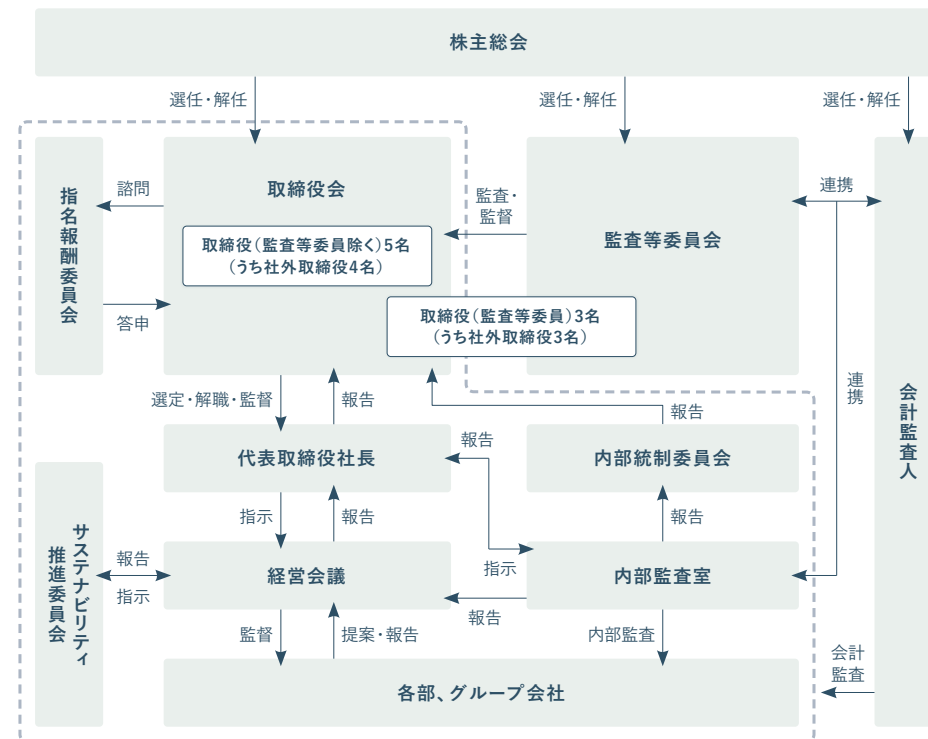 株主総会
選任・解任
選任・解任
選任・解任
指名報酬委員会
諮問
答申
取締役会
取締役（監査等委員除く）5名
（うち社外取締役4名）
監査・
監督
監査等委員会
取締役（監査等委員）3名
（うち社外取締役3名）
連携
連携
会計監査人
選定・解職・監督
報告
報告
代表取締役社長
報告
内部統制委員会
指示
報告
指示
報告
サステナビリティ
推進委員会
報告
指示
経営会議
報告
内部監査室
監督
提案・報告
内部監査
会計
監査
各部、グループ会社